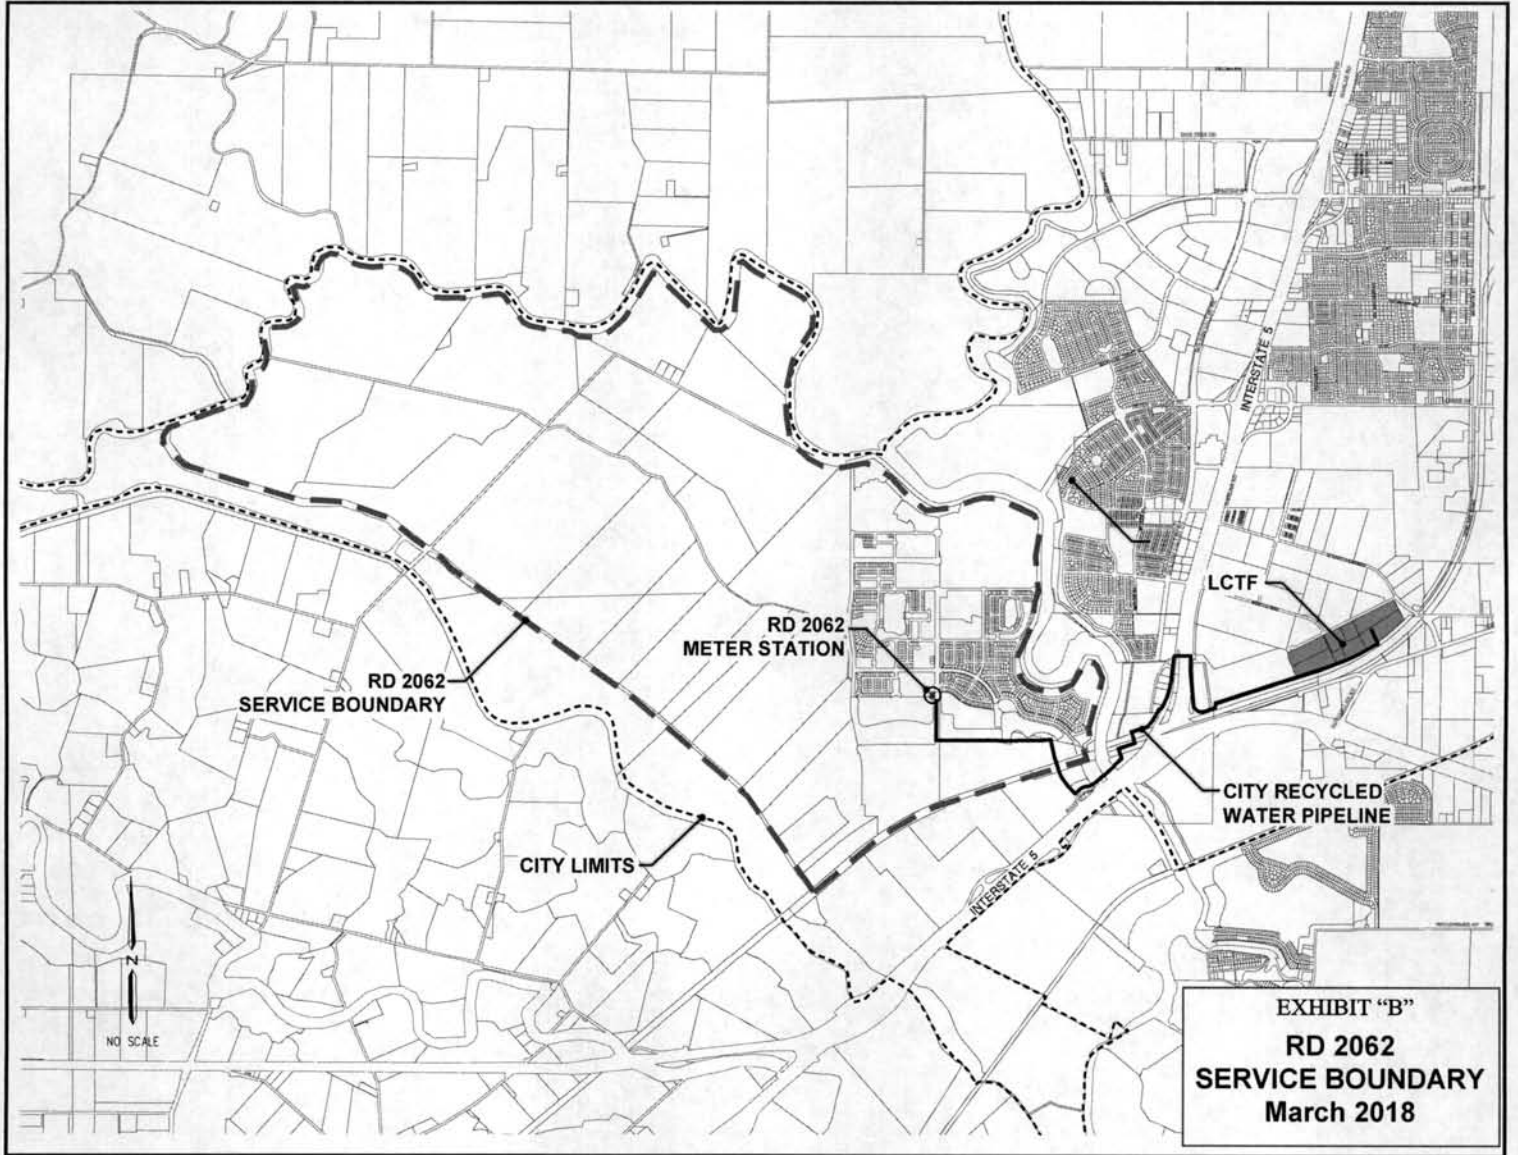 INTERSTATE 5
LCTF
RD 2062
METER STATION
RD 2062
SERVICE BOUNDARY
CITY RECYCLED
WATER PIPELINE
CITY LIMITS
INTERSTATE 5
N
NO SCALE
EXHIBIT “B”
RD 2062
SERVICE BOUNDARY
March 2018